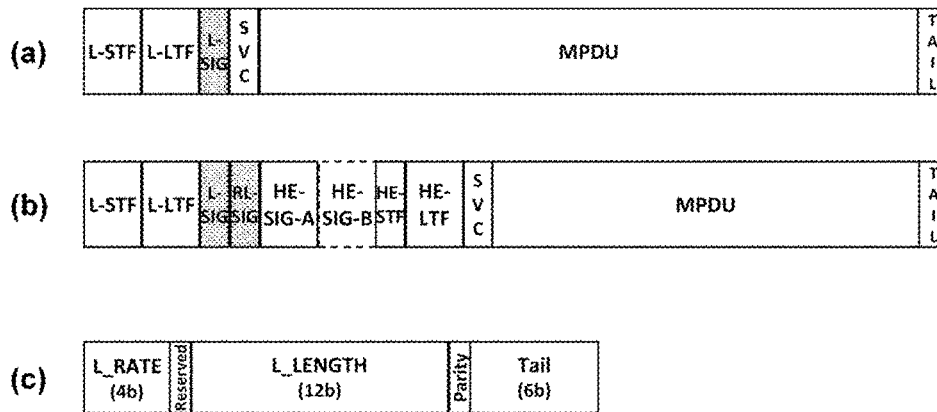 (a)
L-STF
L-LTF
L-
SIG
S
V
C
MPDU
T
A
I
L
(b)
L-STF
L-LTF
L-
SIG
RL-
SIG
HE-
SIG-A
HE-
SIG-B
HE-
STF
HE-
LTF
S
V
C
MPDU
T
A
I
L
(c)
L_RATE
(4b)
Reserved
L_LENGTH
(12b)
Parity
Tail
(6b)